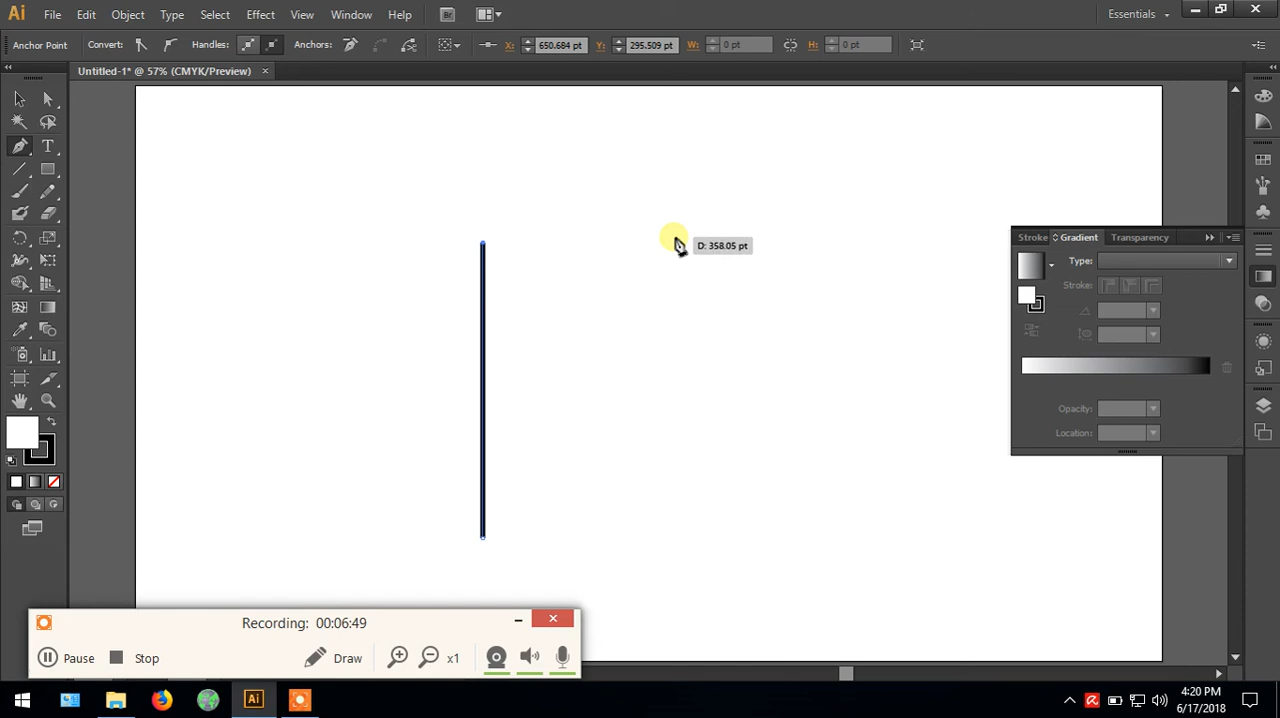 Ai File Edit Object Type Select Effect View Window Help Br Essentials
Anchor Point Convert: Handles: Anchors: X: 650.684 pt Y: 295.509 pt W: 0 pt H: 0 pt
Untitled-1* @ 57% (CMYK/Preview) ×
T
D: 358.05 pt
Stroke Gradient Transparency
Type:
Stroke:
Opacity:
Location:
Recording: 00:06:49
Pause Stop Draw x1
Ai
4:20 PM
6/17/2018